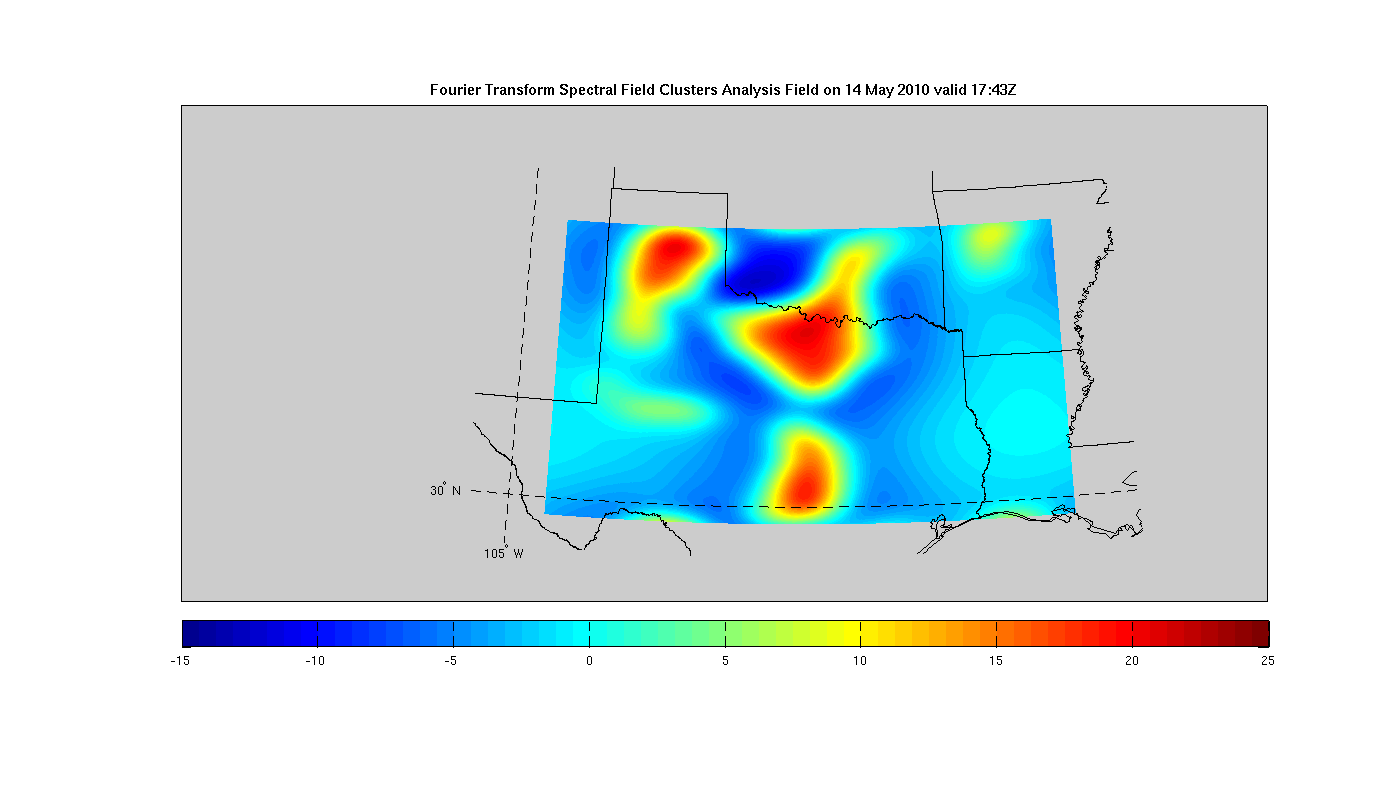 Fourier Transform Spectral Field Clusters Analysis Field on 14 May 2010 valid 17:43Z
30° N
105° W
-15 -10 -5 0 5 10 15 20 25